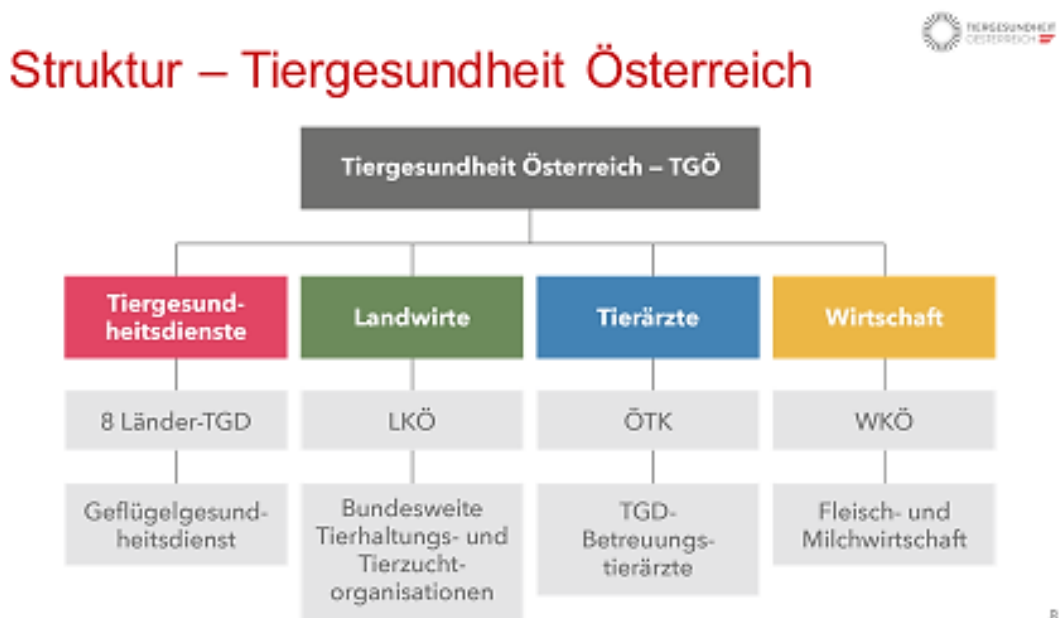 TIERGESUNDHEIT
OESTERREICH
Struktur – Tiergesundheit Österreich
Tiergesundheit Österreich – TGÖ
Tiergesund-
heitsdienste
Landwirte
Tierärzte
Wirtschaft
8 Länder-TGD
LKÖ
ÖTK
WKÖ
Geflügelgesund-
heitsdienst
Bundesweite
Tierhaltungs- und
Tierzucht-
organisationen
TGD-
Betreuungs-
tierärzte
Fleisch- und
Milchwirtschaft